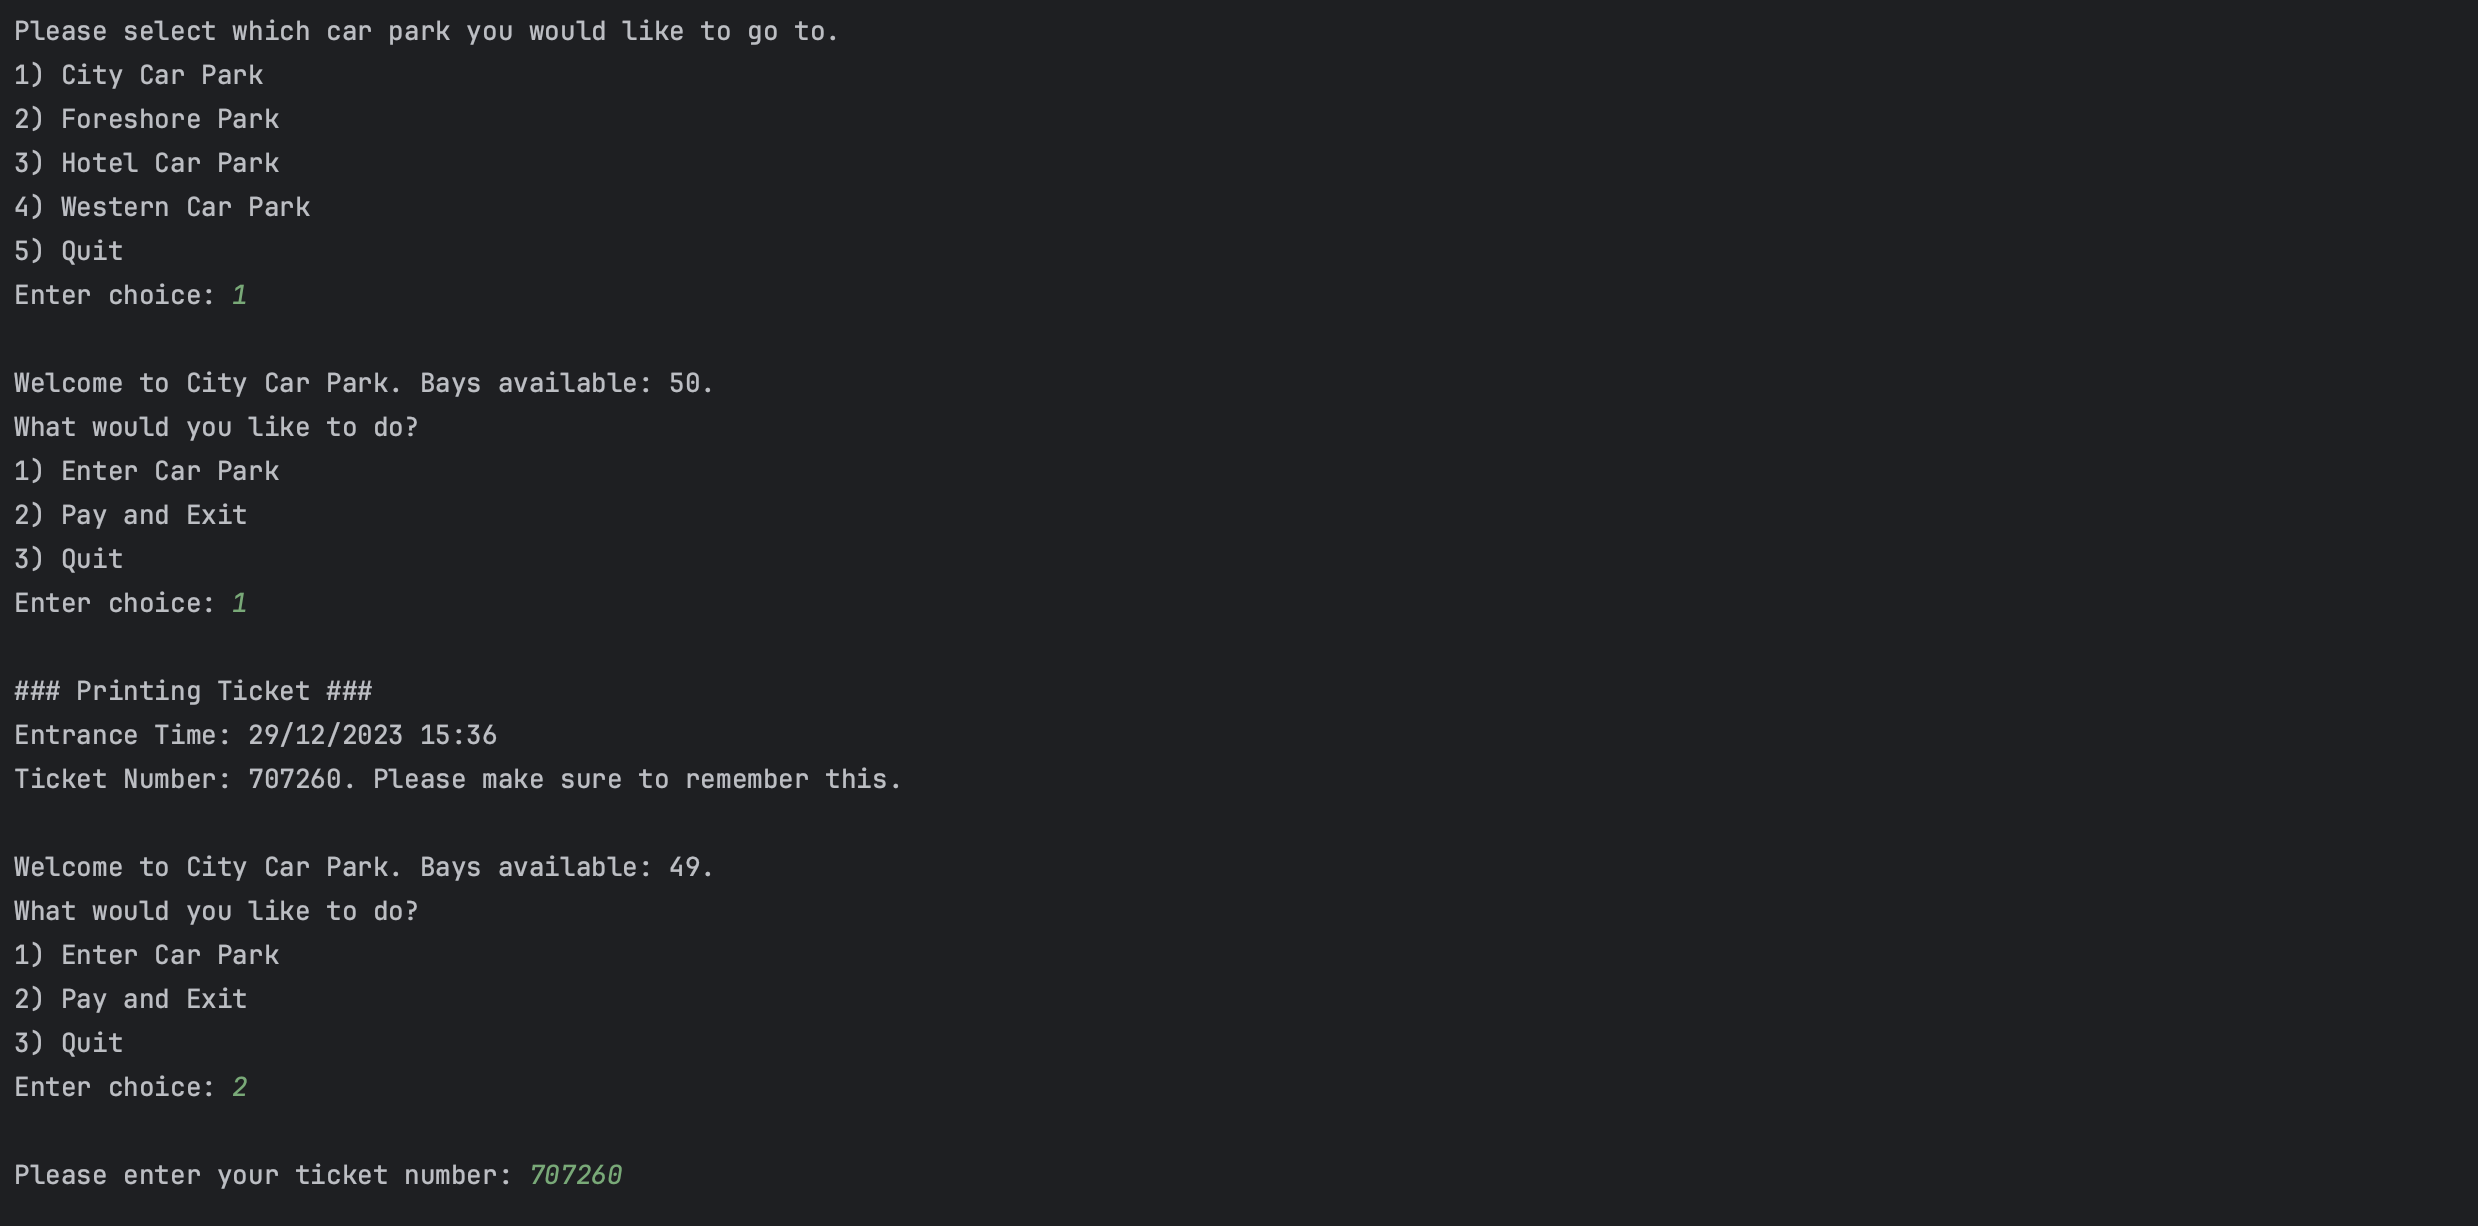 Please select which car park you would like to go to.
1) City Car Park
2) Foreshore Park
3) Hotel Car Park
4) Western Car Park
5) Quit
Enter choice: 1
Welcome to City Car Park. Bays available: 50.
What would you like to do?
1) Enter Car Park
2) Pay and Exit
3) Quit
Enter choice: 1
### Printing Ticket ###
Entrance Time: 29/12/2023 15:36
Ticket Number: 707260. Please make sure to remember this.
Welcome to City Car Park. Bays available: 49.
What would you like to do?
1) Enter Car Park
2) Pay and Exit
3) Quit
Enter choice: 2
Please enter your ticket number: 707260